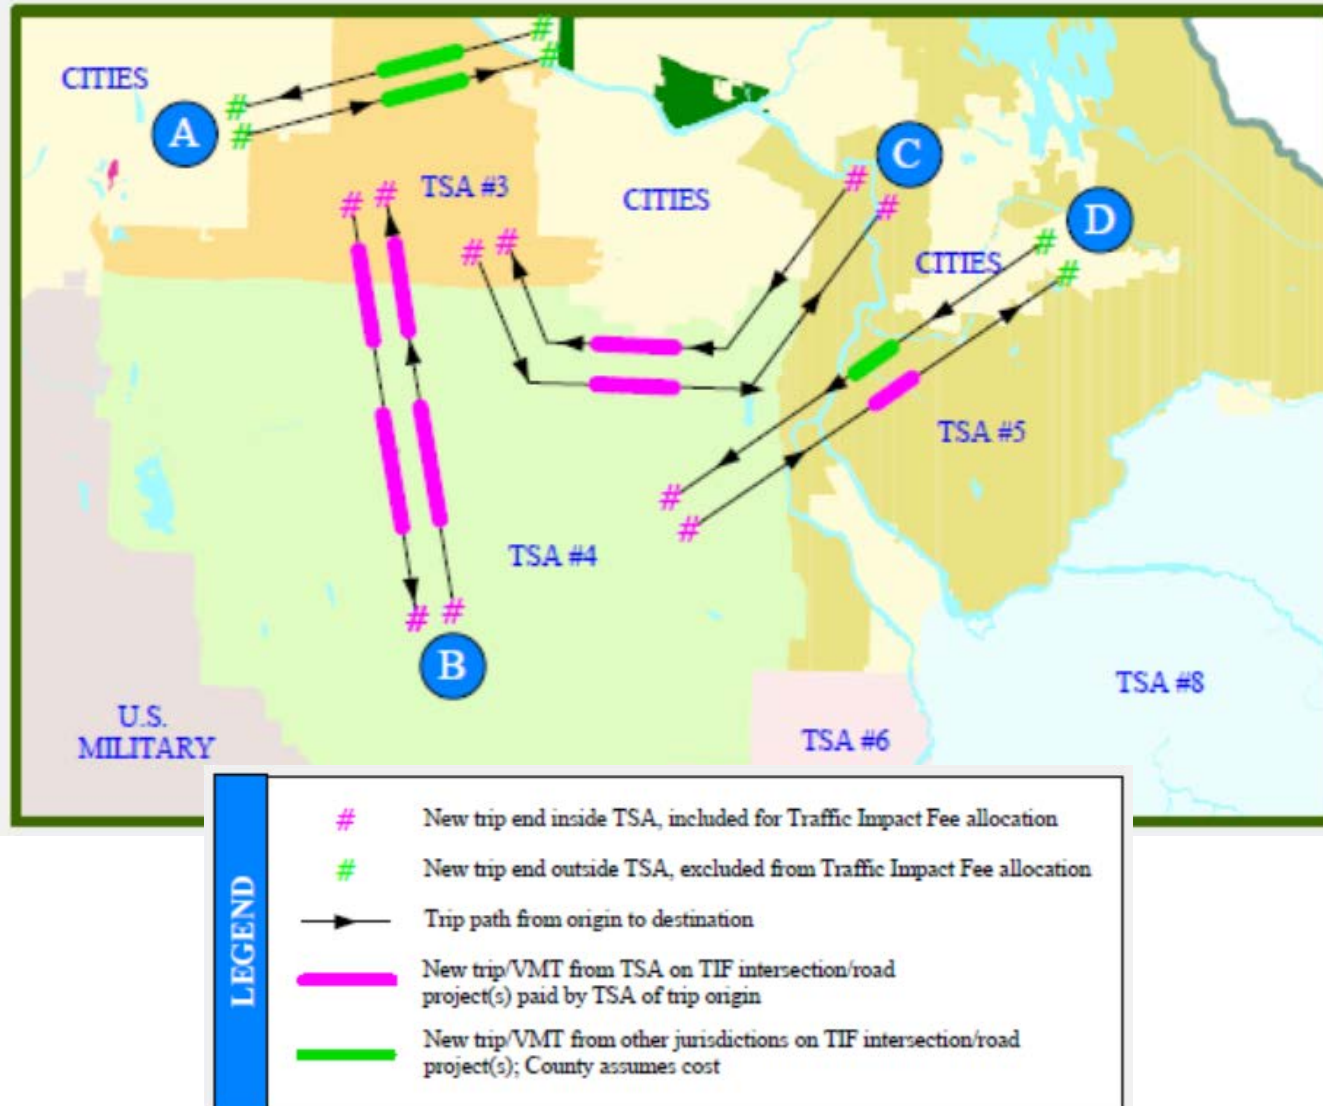 CITIES
A
TSA #3
CITIES
C
D
CITIES
TSA #5
TSA #4
B
U.S.
MILITARY
TSA #6
TSA #8
LEGEND
# New trip end inside TSA, included for Traffic Impact Fee allocation
# New trip end outside TSA, excluded from Traffic Impact Fee allocation
Trip path from origin to destination
New trip/VMT from TSA on TIF intersection/road
project(s) paid by TSA of trip origin
New trip/VMT from other jurisdictions on TIF intersection/road
project(s); County assumes cost